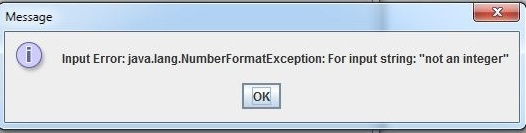 Message
Input Error: java.lang.NumberFormatException: For input string: "not an integer"
OK